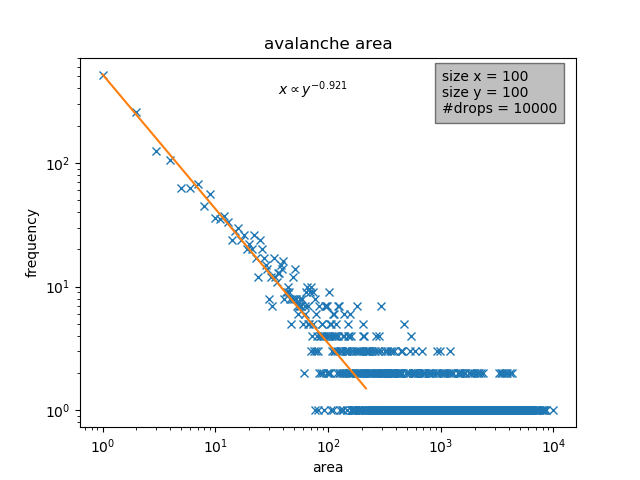 avalanche area
x ∝ y^{-0.921}
size x = 100
size y = 100
#drops = 10000
frequency
10^2
10^1
10^0
10^0 10^1 10^2 10^3 10^4
area